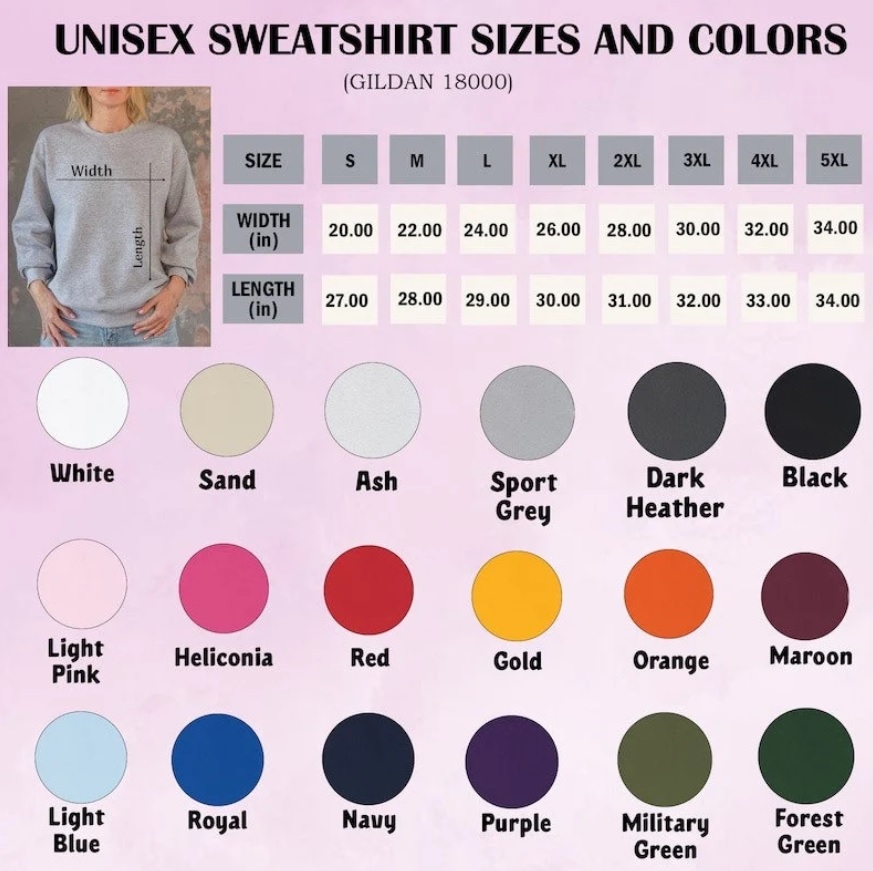 UNISEX SWEATSHIRT SIZES AND COLORS
(GILDAN 18000)
Width
Length
SIZE S M L XL 2XL 3XL 4XL 5XL
WIDTH
(in) 20.00 22.00 24.00 26.00 28.00 30.00 32.00 34.00
LENGTH
(in) 27.00 28.00 29.00 30.00 31.00 32.00 33.00 34.00
White Sand Ash Sport
Grey Dark
Heather Black
Light
Pink Heliconia Red Gold Orange Maroon
Light
Blue Royal Navy Purple Military
Green Forest
Green